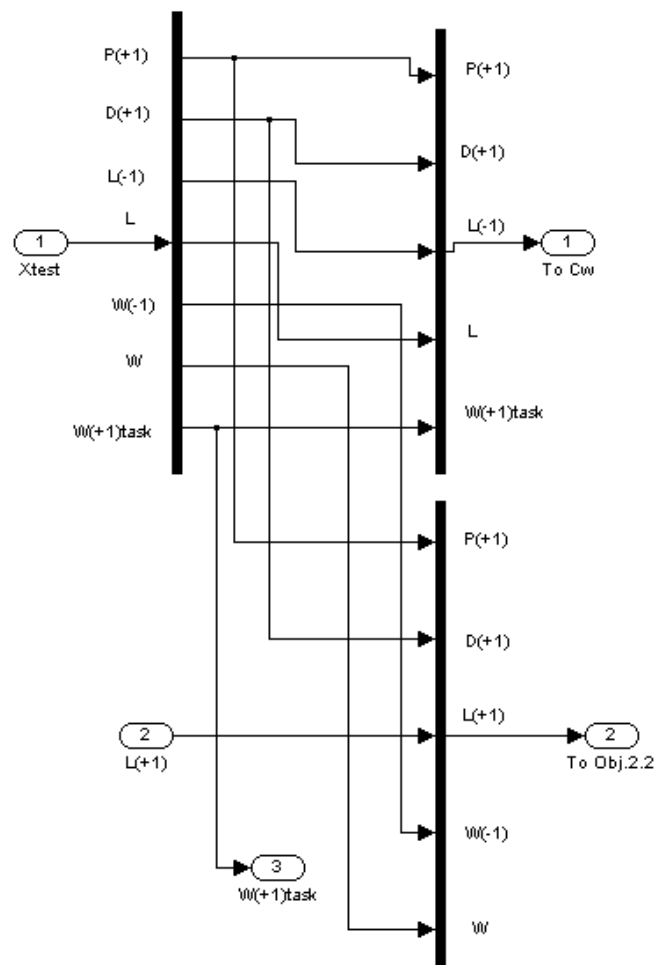 P(+1)
D(+1)
L(-1)
L
1
Xtest
W(-1)
W
W(+1)task
P(+1)
D(+1)
L(-1)
1
To Cw
L
W(+1)task
P(+1)
D(+1)
2
L(+1)
L(+1)
2
To Obj.2.2
W(-1)
3
W(+1)task
W